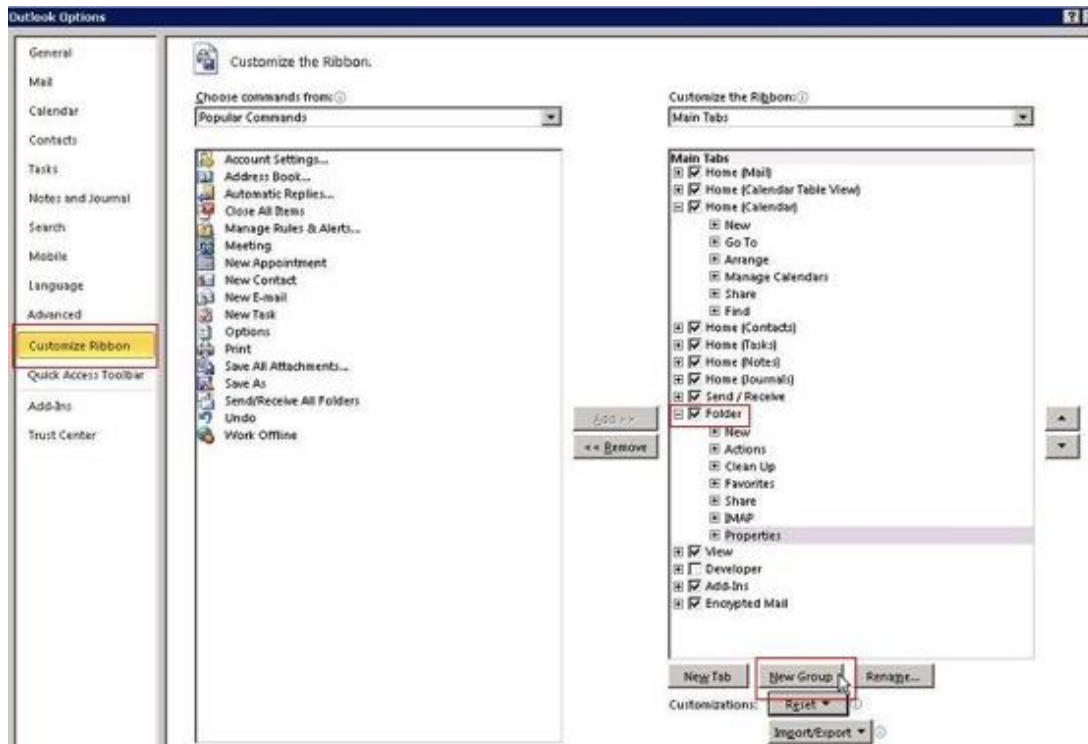 Outlook Options
General
Mail
Calendar
Contacts
Tasks
Notes and Journal
Search
Mobile
Language
Advanced
Customize Ribbon
Quick Access Toolbar
Add-Ins
Trust Center
Customize the Ribbon.
Choose commands from:
Popular Commands
Account Settings...
Address Book...
Automatic Replies...
Close All Items
Manage Rules & Alerts...
Meeting
New Appointment
New Contact
New E-mail
New Task
Options
Print
Save All Attachments...
Save As
Send/Receive All Folders
Undo
Work Offline
Add >>
<< Remove
Customize the Ribbon:
Main Tabs
Main Tabs
Home (Mail)
Home (Calendar Table View)
Home (Calendar)
New
Go To
Arrange
Manage Calendars
Share
Find
Home (Contacts)
Home (Tasks)
Home (Notes)
Home (Journals)
Send / Receive
Folder
New
Actions
Clean Up
Favorites
Share
IMAP
Properties
View
Developer
Add-Ins
Encrypted Mail
New Tab
New Group
Rename...
Customizations:
Reset
Import/Export